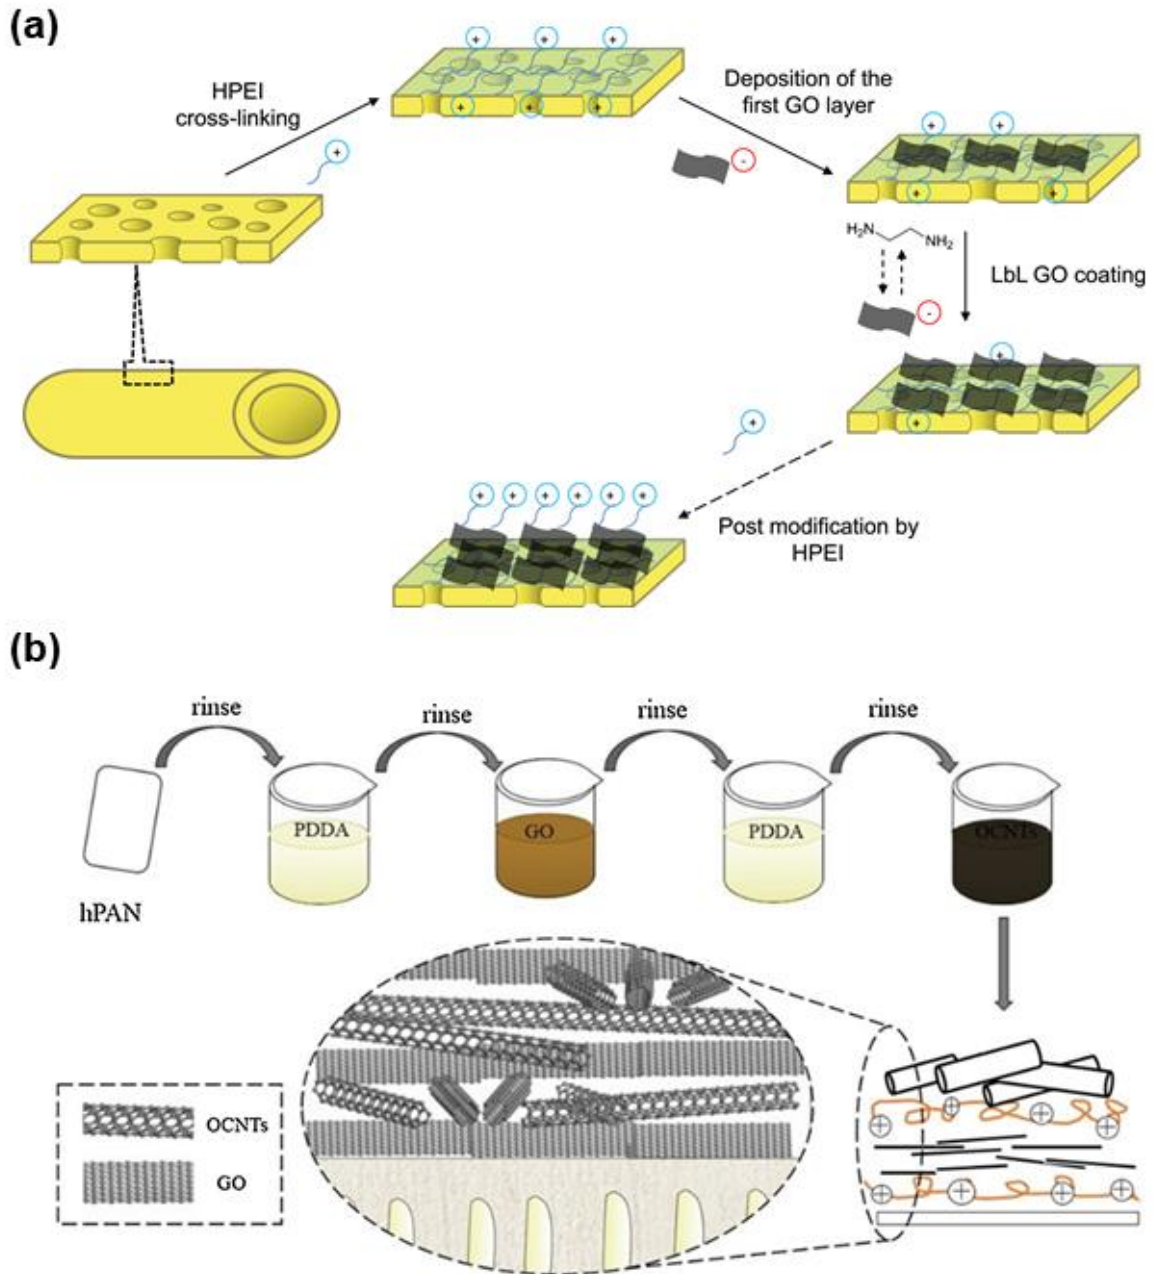 (a)
HPEI
cross-linking
+
+
+
+
+
+
+
Deposition of the
first GO layer
-
+
+
+
+
H₂N
NH₂
LbL GO coating
-
+
+
+
+
+
+
+
+
+
Post modification by
HPEI
(b)
rinse
rinse
rinse
rinse
PDDA
GO
PDDA
OCNTs
hPAN
OCNTs
GO
+
+
+
+
+
+
+
+